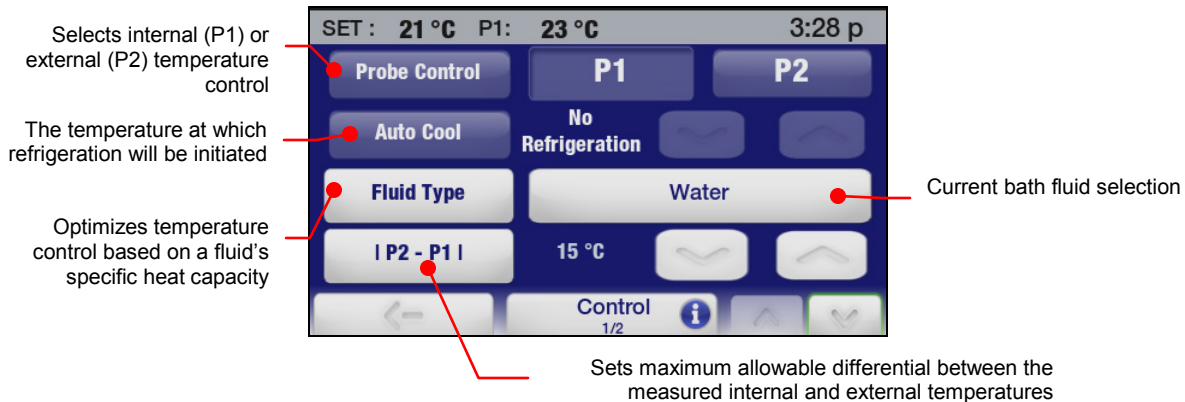 Selects internal (P1) or
external (P2) temperature
control
The temperature at which
refrigeration will be initiated
Optimizes temperature
control based on a fluid's
specific heat capacity
SET : 21 °C P1: 23 °C 3:28 p
Probe Control P1 P2
Auto Cool No
Refrigeration
Fluid Type Water
I P2 - P1 I 15 °C
Control
1/2
i
Current bath fluid selection
Sets maximum allowable differential between the
measured internal and external temperatures